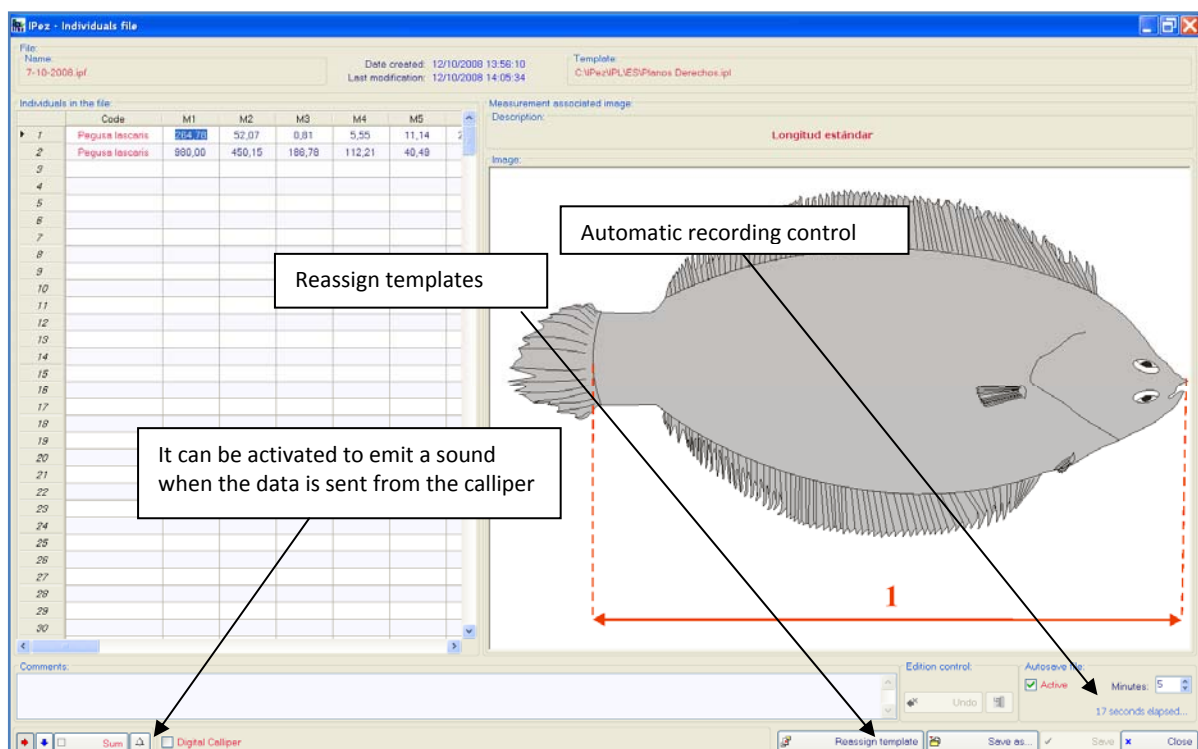 IPez - Individuals file
File:
Name:
7-10-2008.ipf
Date created: 12/10/2008 13:56:10
Last modification: 12/10/2008 14:05:34
Template:
C:\IPez\IPL\ES\Planos Derechos.ipl
Individuals in the file:
Code M1 M2 M3 M4 M5
1 Pegusa lascaris 264,78 52,07 0,81 5,55 11,14 2
2 Pegusa lascaris 980,00 450,15 186,78 112,21 40,49
3
4
5
6
7
8
9
10
11
12
13
14
15
16
17
18
19
20
21
22
23
24
25
26
27
28
29
30
Measurement associated image:
Description:
Longitud estándar
Image:
Automatic recording control
Reassign templates
It can be activated to emit a sound
when the data is sent from the calliper
1
Comments:
Edition control:
Undo
Autosave file:
Active Minutes: 5
17 seconds elapsed...
Sum Digital Calliper
Reassign template Save as... Save Close